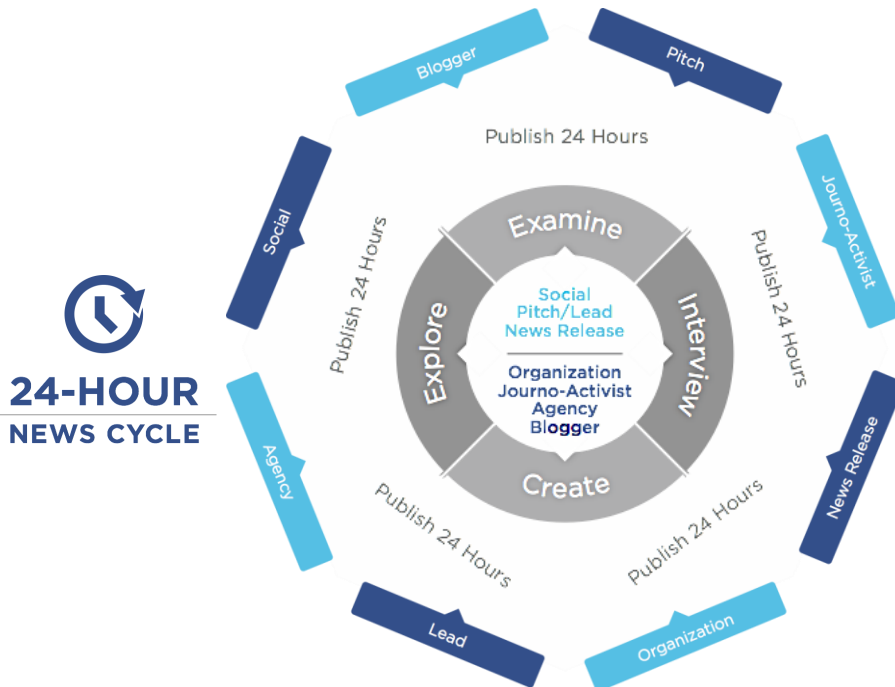 24-HOUR
NEWS CYCLE
Blogger
Pitch
Journo-Activist
News Release
Organization
Lead
Agency
Social
Publish 24 Hours
Publish 24 Hours
Publish 24 Hours
Publish 24 Hours
Publish 24 Hours
Examine
Interview
Create
Explore
Social
Pitch/Lead
News Release
Organization
Journo-Activist
Agency
Blogger